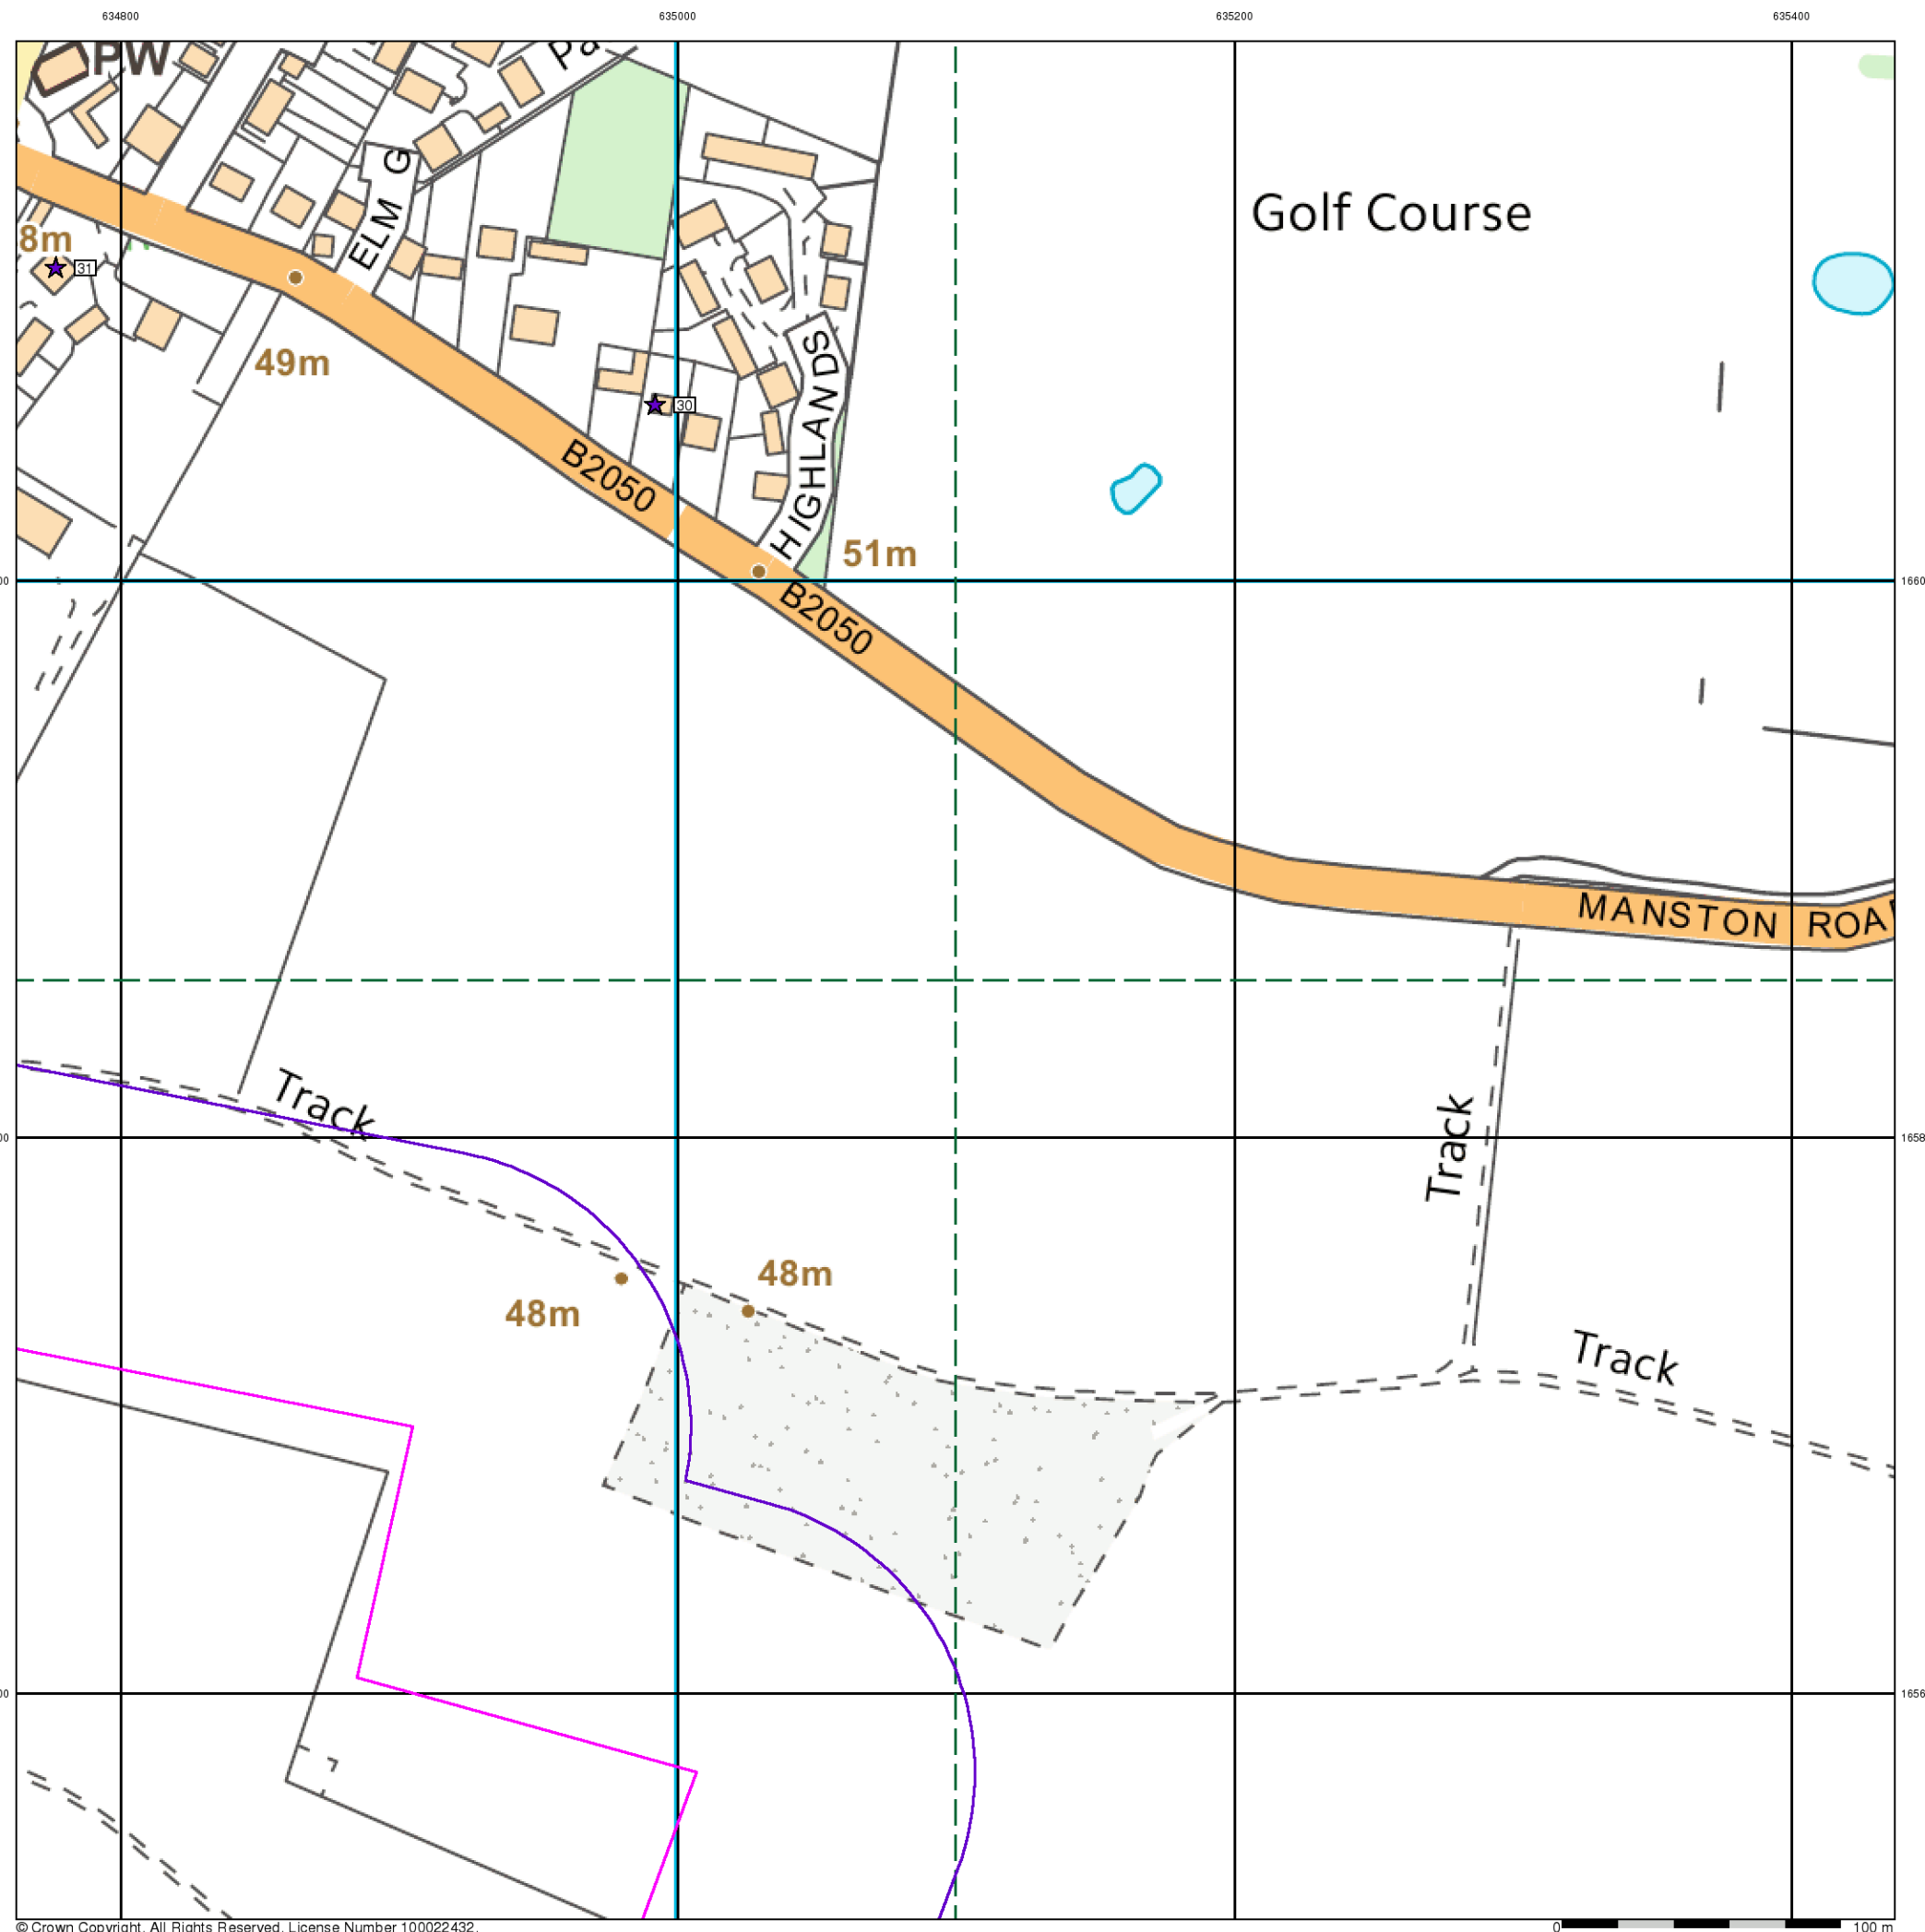 634800
635000
635200
635400
PW
Pa
ELM G
Golf Course
8m
31
49m
HIGHLANDS
30
B2050
51m
1660
B2050
MANSTON ROA
Track
1658
Track
48m
48m
Track
1656
© Crown Copyright. All Rights Reserved. License Number 100022432.
0
100 m